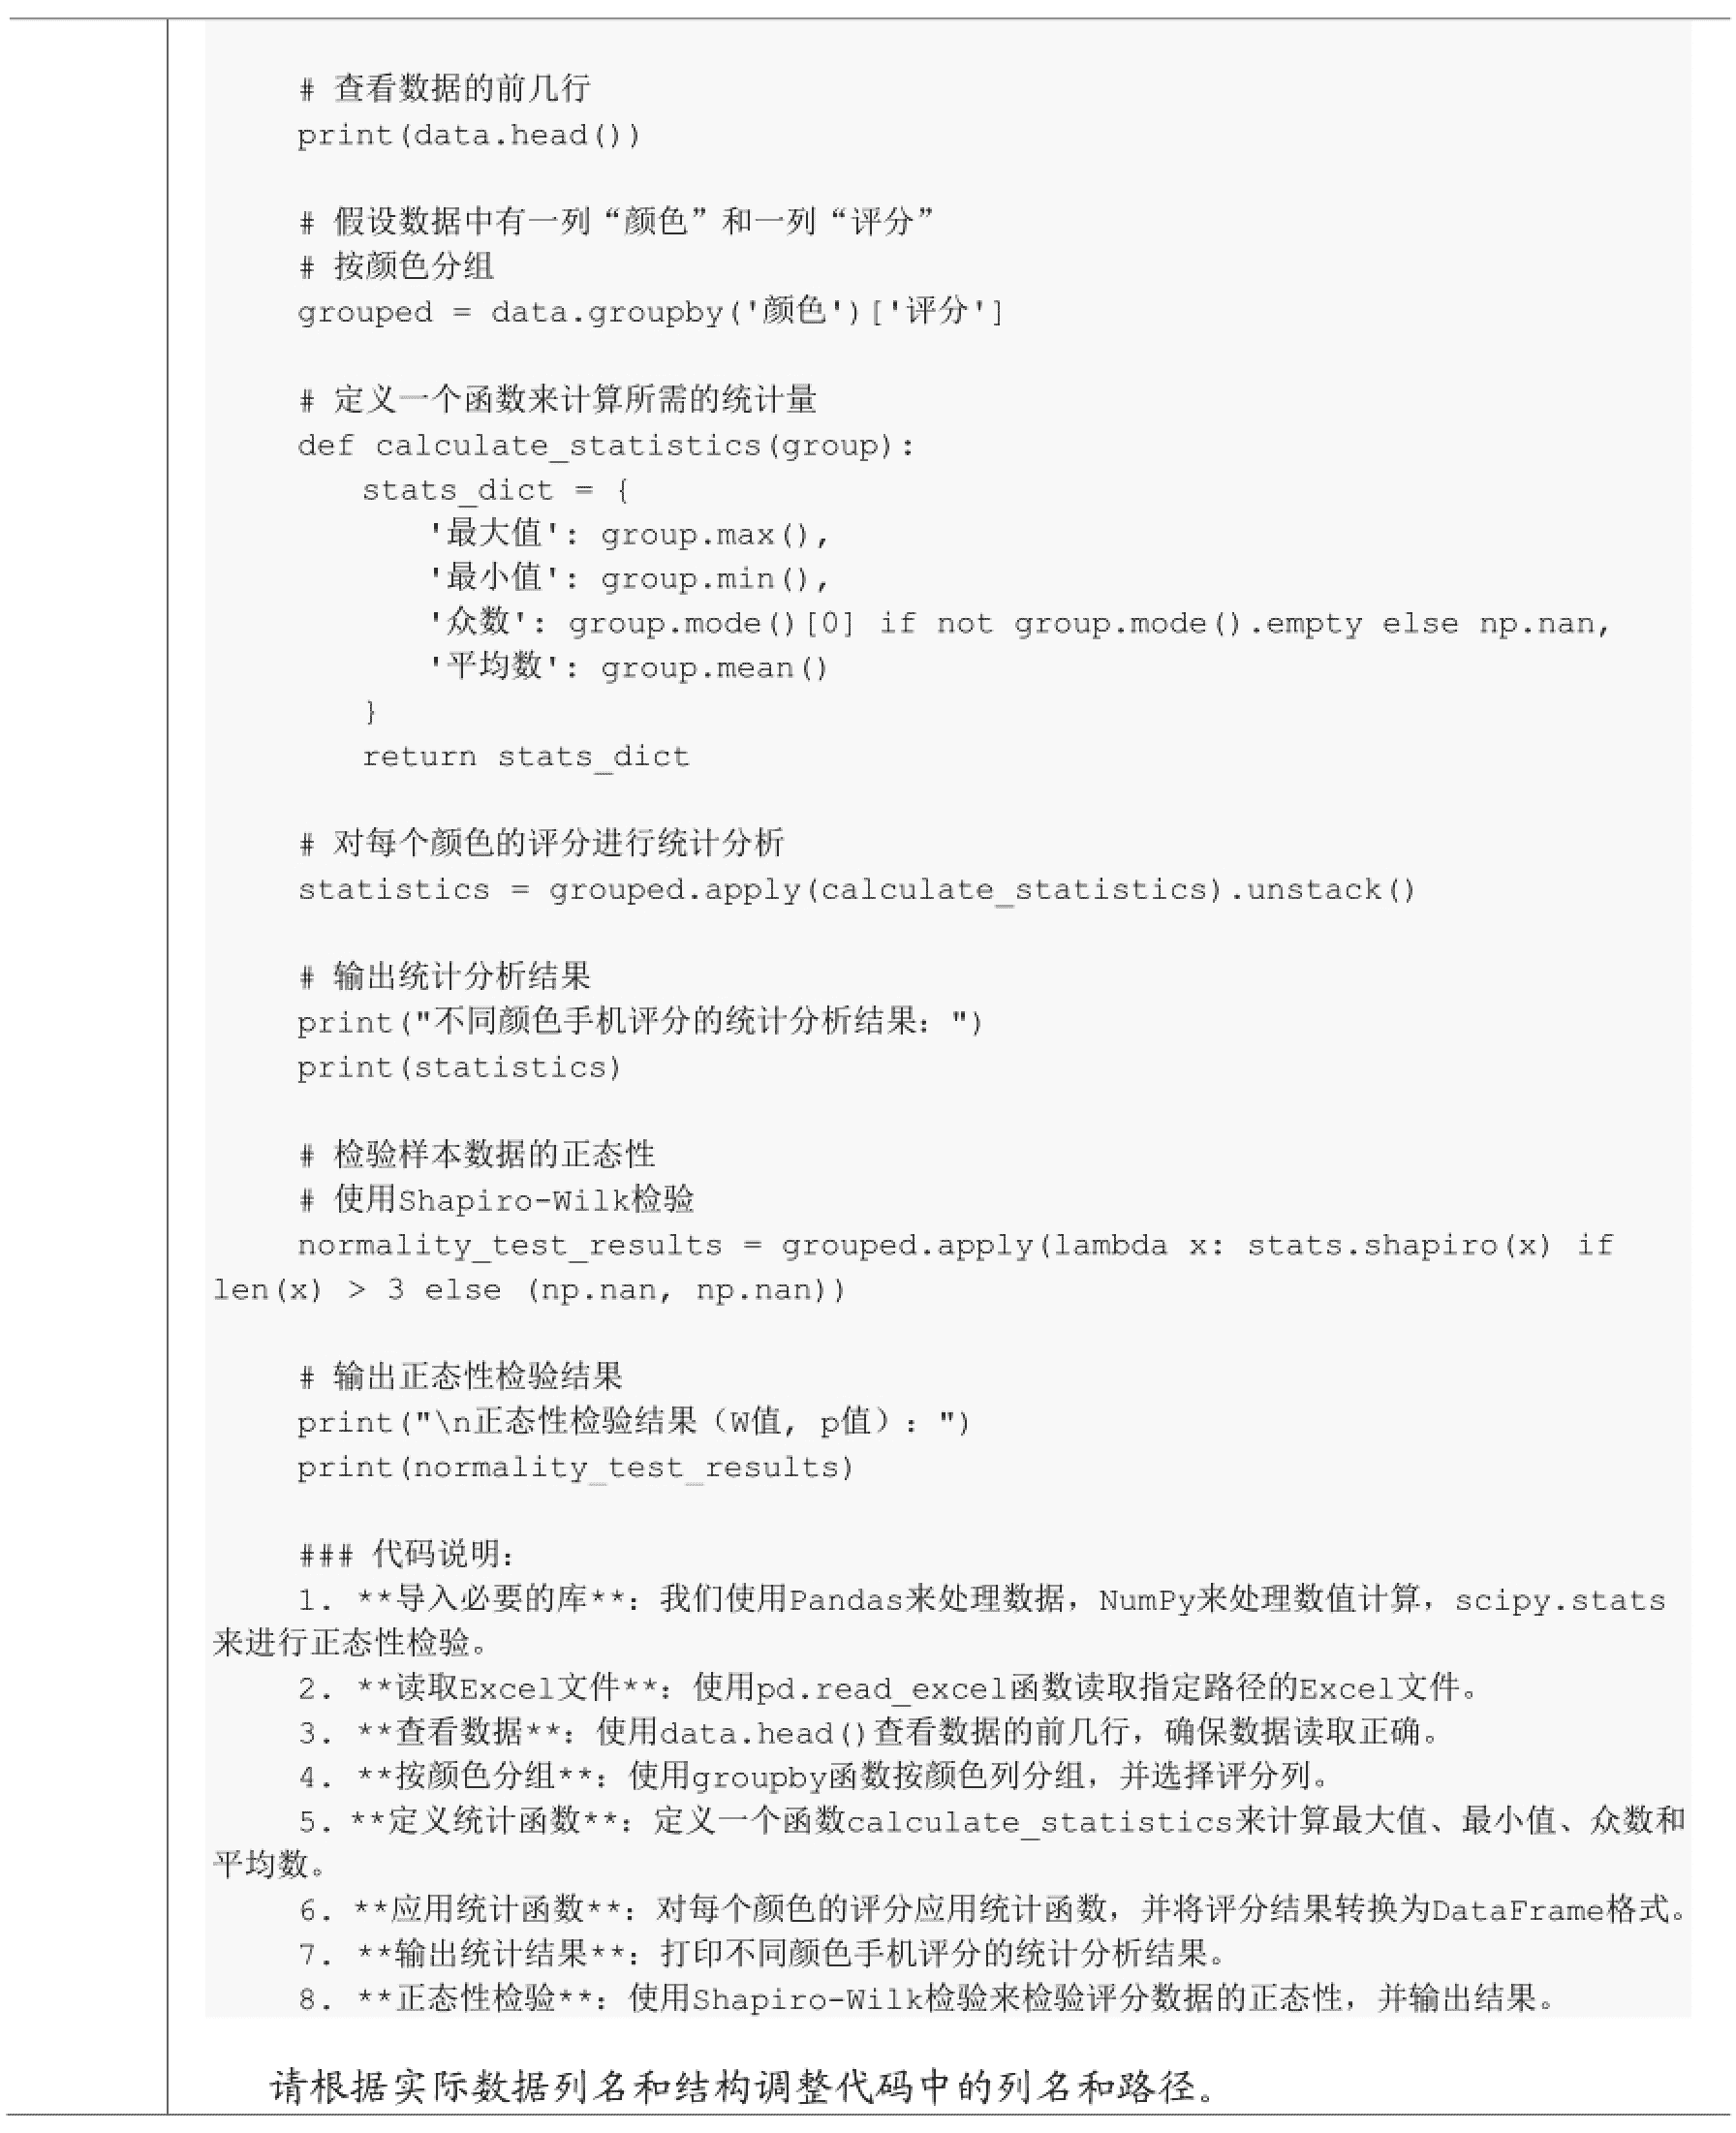 # 查看数据的前几行
print(data.head())
# 假设数据中有一列“颜色”和一列“评分”
# 按颜色分组
grouped = data.groupby('颜色')['评分']
# 定义一个函数来计算所需的统计量
def calculate_statistics(group):
stats_dict = {
'最大值': group.max(),
'最小值': group.min(),
'众数': group.mode()[0] if not group.mode().empty else np.nan,
'平均数': group.mean()
}
return stats_dict
# 对每个颜色的评分进行统计分析
statistics = grouped.apply(calculate_statistics).unstack()
# 输出统计分析结果
print("不同颜色手机评分的统计分析结果：")
print(statistics)
# 检验样本数据的正态性
# 使用Shapiro-Wilk检验
normality_test_results = grouped.apply(lambda x: stats.shapiro(x) if
len(x) > 3 else (np.nan, np.nan))
# 输出正态性检验结果
print("\n正态性检验结果（W值, p值）：")
print(normality_test_results)
### 代码说明：
1. **导入必要的库**：我们使用Pandas来处理数据，NumPy来处理数值计算，scipy.stats
来进行正态性检验。
2. **读取Excel文件**：使用pd.read_excel函数读取指定路径的Excel文件。
3. **查看数据**：使用data.head()查看数据的前几行，确保数据读取正确。
4. **按颜色分组**：使用groupby函数按颜色列分组，并选择评分列。
5. **定义统计函数**：定义一个函数calculate_statistics来计算最大值、最小值、众数和
平均数。
6. **应用统计函数**：对每个颜色的评分应用统计函数，并将评分结果转换为DataFrame格式。
7. **输出统计结果**：打印不同颜色手机评分的统计分析结果。
8. **正态性检验**：使用Shapiro-Wilk检验来检验评分数据的正态性，并输出结果。
请根据实际数据列名和结构调整代码中的列名和路径。